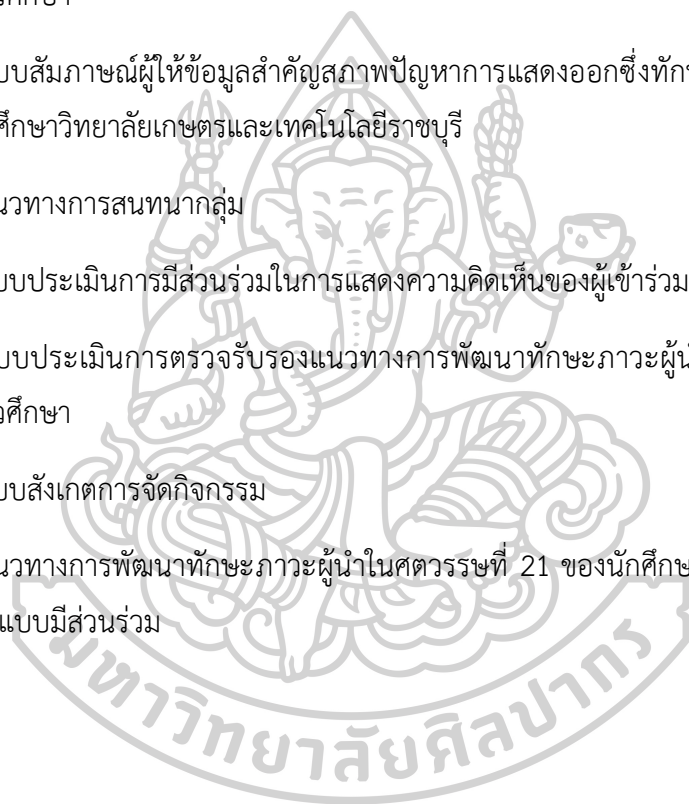 บบสัมภาษณ์ผู้ให้ข้อมูลสำคัญสภาพปัญหาการแสดงออกซึ่งทัก
ศึกษาวิทยาลัยเกษตรและเทคโนโลยีราชบุรี
นวทางการสนทนากลุ่ม
บบประเมินการมีส่วนร่วมในการแสดงความคิดเห็นของผู้เข้าร่วม
บบประเมินการตรวจรับรองแนวทางการพัฒนาทักษะภาวะผู้น
ศึกษา
บบสังเกตการจัดกิจกรรม
นวทางการพัฒนาทักษะภาวะผู้นำในศตวรรษที่ 21 ของนักศึกษ
แบบมีส่วนร่วม
มหาวิทยาลัยศิลปากร